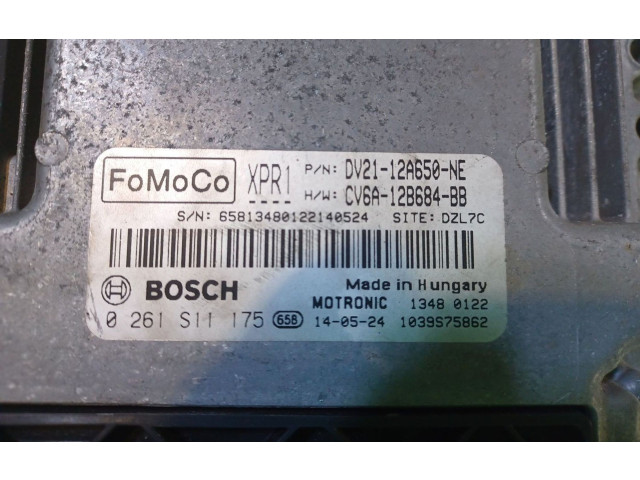 FoMoCo XPR1 P/N: DV21-12A650-NE
H/W: CV6A-12B684-BB
S/N: 65813480122140524 SITE: DZL7C
BOSCH Made in Hungary
MOTRONIC 1348 0122
0 261 S11 175 658 14-05-24 1039S75862